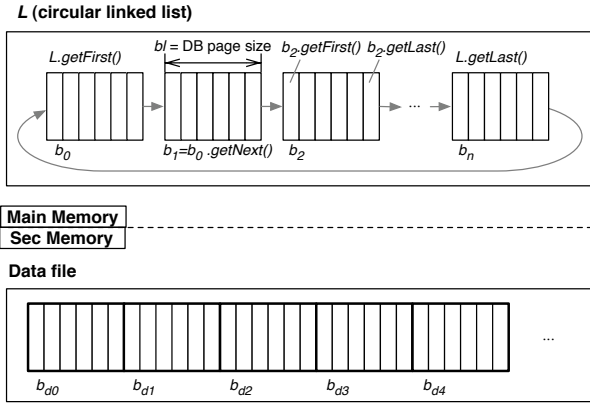 L (circular linked list)
L.getFirst()
bl = DB page size
b2.getFirst()
b2.getLast()
L.getLast()
...
b0
b1=b0 .getNext()
b2
bn
Main Memory
Sec Memory
Data file
...
bd0
bd1
bd2
bd3
bd4